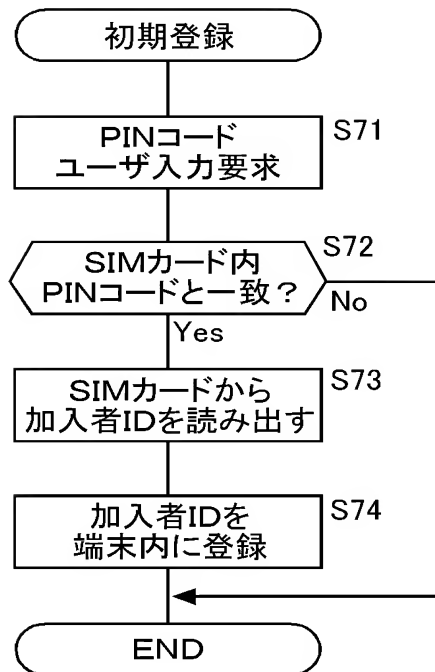 初期登録
PINコード
ユーザ入力要求
S71
SIMカード内
PINコードと一致？
S72
No
Yes
SIMカードから
加入者IDを読み出す
S73
加入者IDを
端末内に登録
S74
END